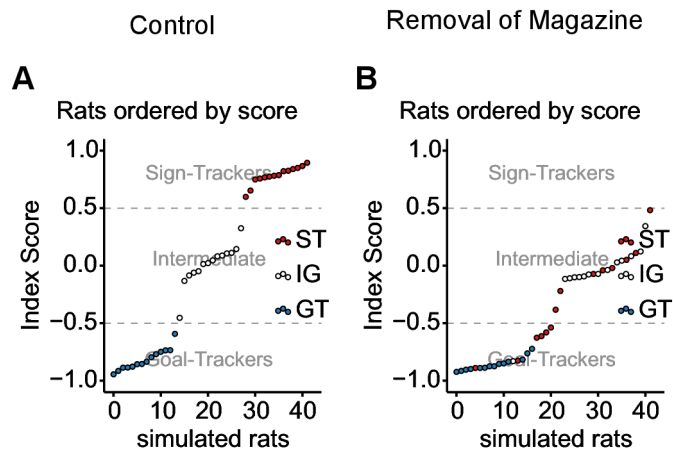 Control
Removal of Magazine
A
B
Rats ordered by score
Rats ordered by score
Index Score
1.0
0.5
0.0
−0.5
−1.0
Sign-Trackers
Intermediate
Goal-Trackers
ST
IG
GT
0
10
20
30
40
simulated rats
Index Score
1.0
0.5
0.0
−0.5
−1.0
Sign-Trackers
Intermediate
Goal-Trackers
ST
IG
GT
0
10
20
30
40
simulated rats